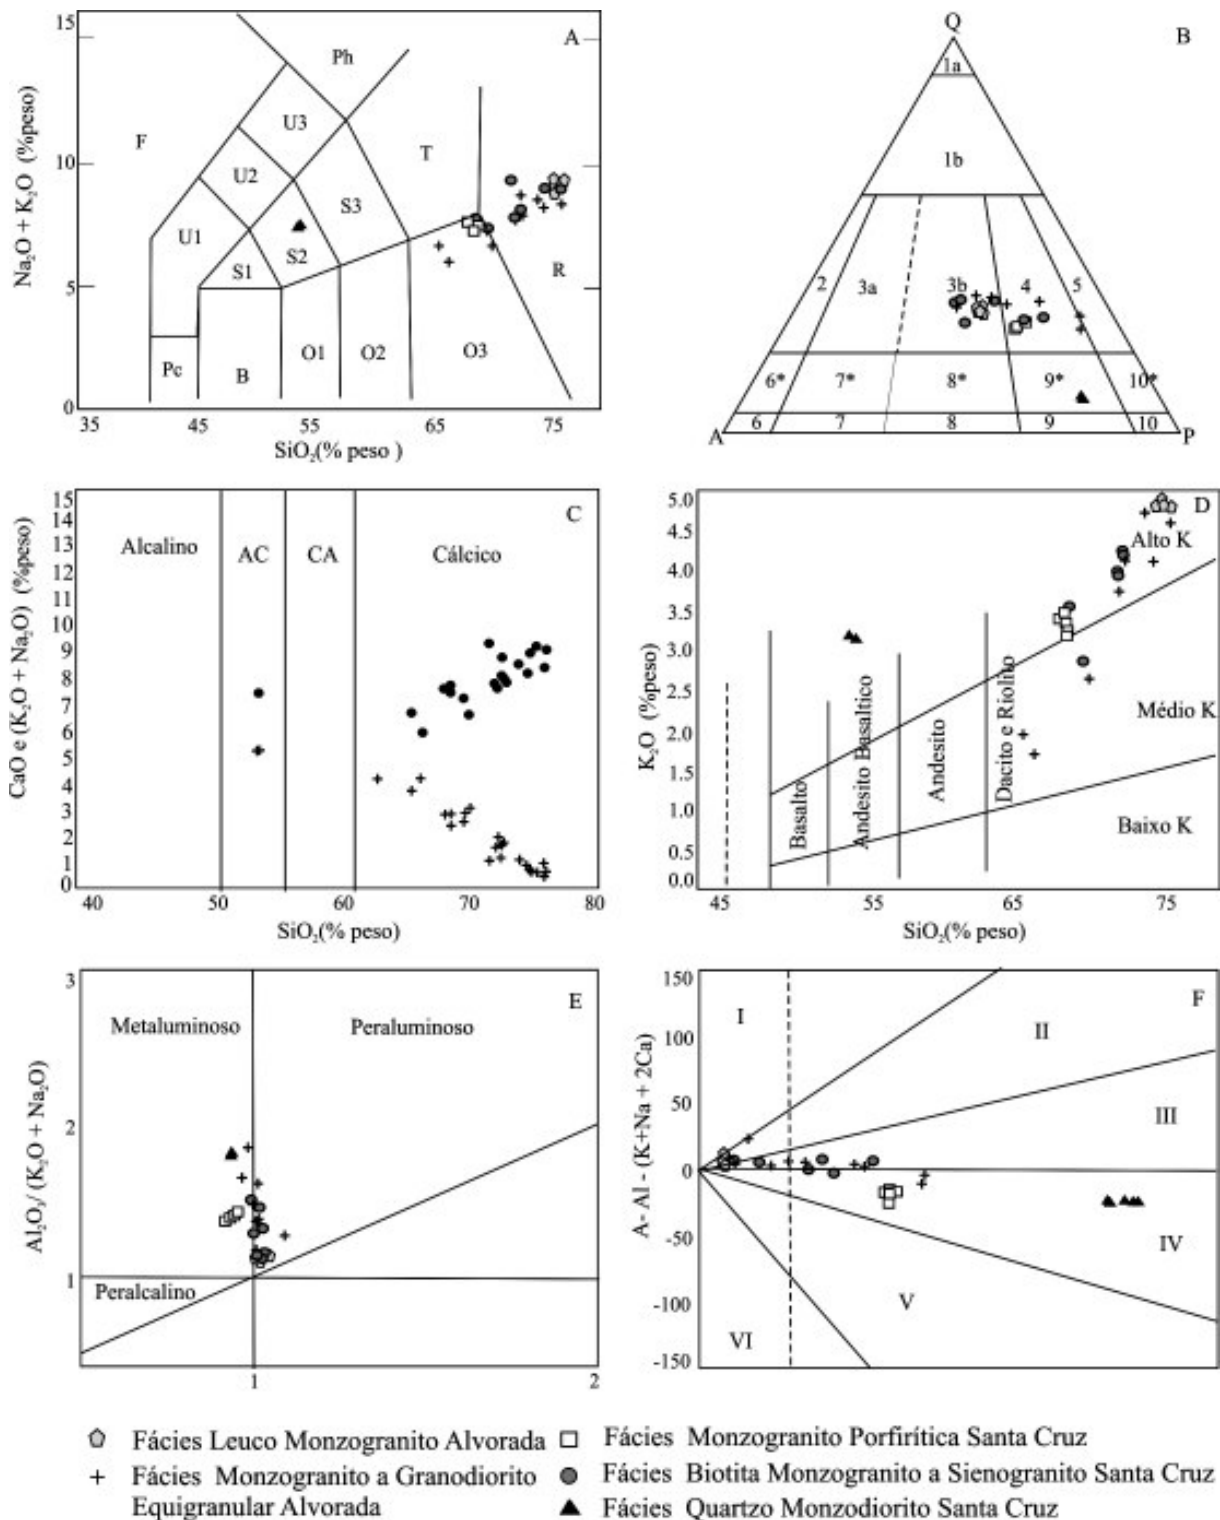 A
15
10
5
0
Na₂O + K₂O (%peso)
F
Ph
U3
U2
U1
T
S3
S2
S1
R
Pc
B
O1
O2
O3
35
45
55
65
75
SiO₂(% peso )
B
Q
1a
1b
2
3a
3b
4
5
6*
7*
8*
9*
10*
A
6
7
8
9
10
P
C
15
14
13
12
11
10
9
8
7
6
5
4
3
2
1
0
CaO e (K₂O + Na₂O) (%peso)
Alcalino
AC
CA
Cálcico
40
50
60
70
80
SiO₂(% peso)
D
5.0
4.5
4.0
3.5
3.0
2.5
2.0
1.5
1.0
0.5
0.0
K₂O (%peso)
Alto K
Médio K
Baixo K
Basalto
Andesito Basaltico
Andesito
Dacito e Riolito
45
55
65
75
SiO₂(% peso)
E
3
2
1
Al₂O₃/ (K₂O + Na₂O)
Metaluminoso
Peraluminoso
Peralcalino
1
2
F
150
100
50
0
-50
-100
-150
A- Al - (K+Na + 2Ca)
I
II
III
IV
V
VI
Fácies Leuco Monzogranito Alvorada
Fácies Monzogranito Porfirítica Santa Cruz
Fácies Monzogranito a Granodiorito
Equigranular Alvorada
Fácies Biotita Monzogranito a Sienogranito Santa Cruz
Fácies Quartzo Monzodiorito Santa Cruz